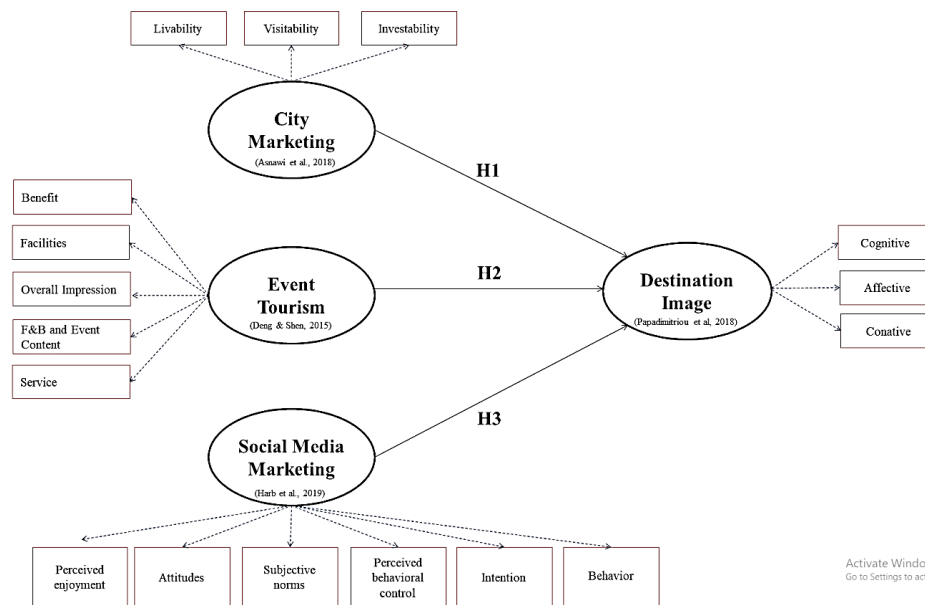 Livability
Visitability
Investability
City
Marketing
(Asnawi et al., 2018)
H1
Benefit
Facilities
Overall Impression
F&B and Event
Content
Service
Event
Tourism
(Deng & Shen, 2015)
H2
Destination
Image
(Papadimitriou et al, 2018)
Cognitive
Affective
Conative
H3
Social Media
Marketing
(Harb et al., 2019)
Perceived
enjoyment
Attitudes
Subjective
norms
Perceived
behavioral
control
Intention
Behavior
Activate Windo
Go to Settings to act